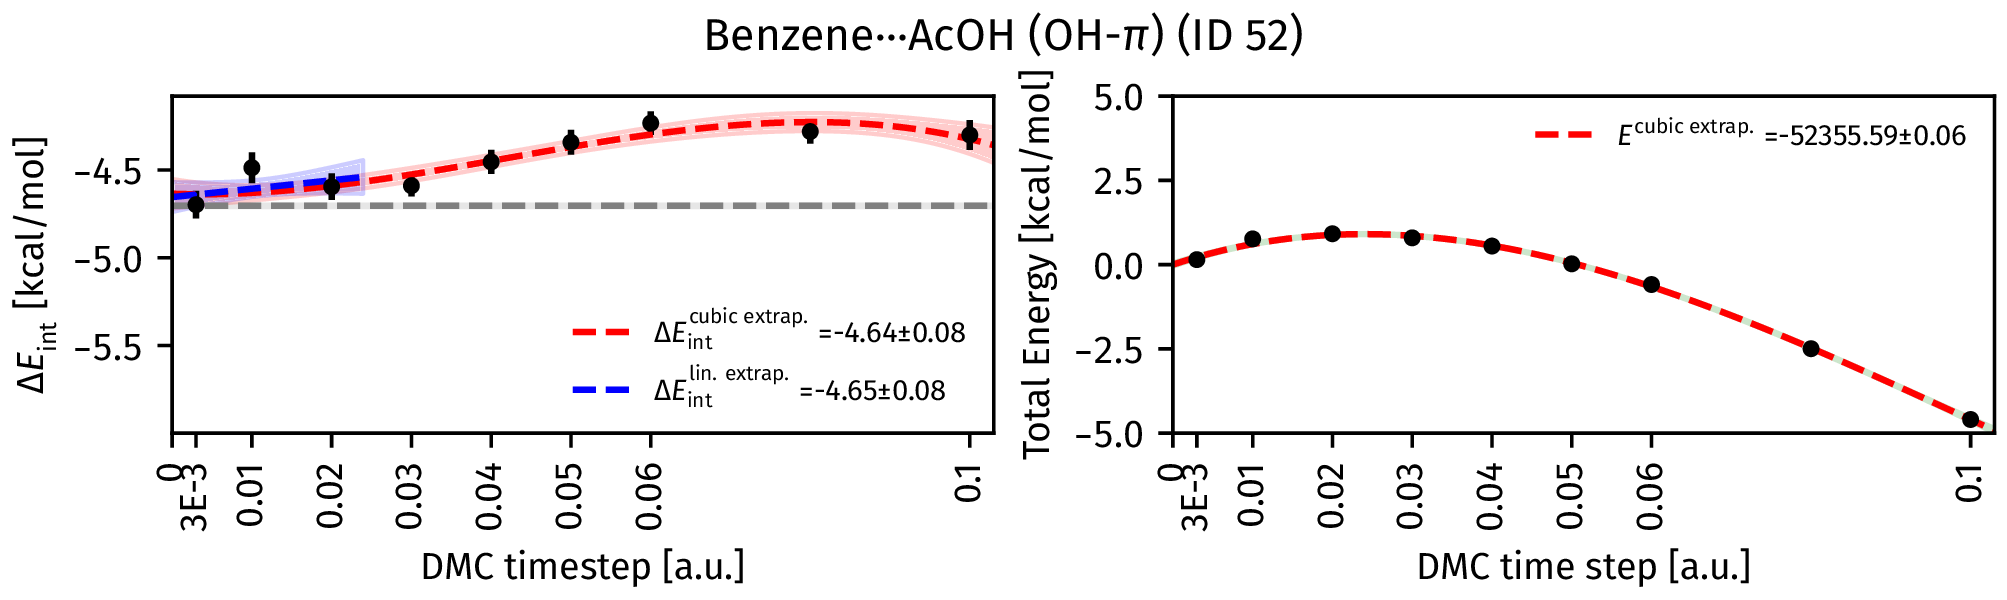 Benzene···AcOH (OH-π) (ID 52)
ΔE_int [kcal/mol]
−4.5
−5.0
−5.5
ΔE_int^cubic extrap. =-4.64±0.08
ΔE_int^lin. extrap. =-4.65±0.08
0
3E-3
0.01
0.02
0.03
0.04
0.05
0.06
0.1
DMC timestep [a.u.]
Total Energy [kcal/mol]
5.0
2.5
0.0
−2.5
−5.0
E^cubic extrap. =-52355.59±0.06
0
3E-3
0.01
0.02
0.03
0.04
0.05
0.06
0.1
DMC time step [a.u.]